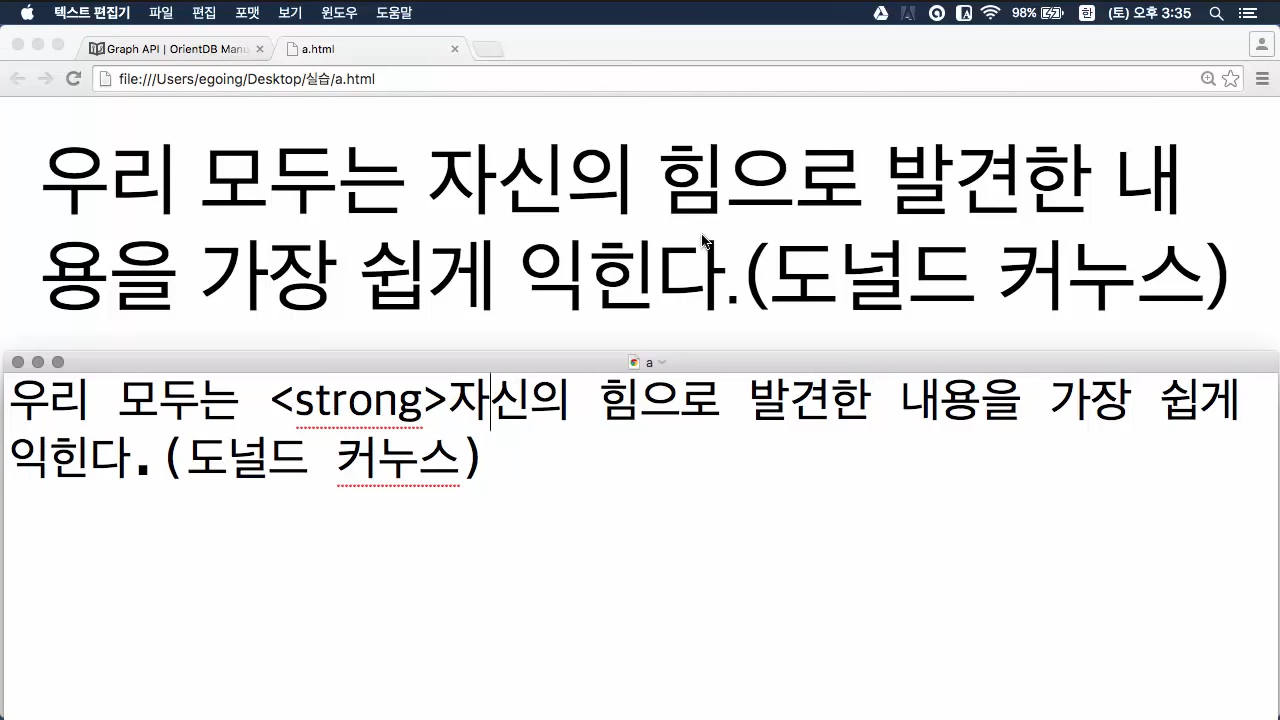 텍스트 편집기 파일 편집 포맷 보기 윈도우 도움말 98% 한 (토) 오후 3:35
Graph API | OrientDB Manu a.html
file:///Users/egoing/Desktop/실습/a.html
우리 모두는 자신의 힘으로 발견한 내
용을 가장 쉽게 익힌다.(도널드 커누스)
a
우리 모두는 <strong>자신의 힘으로 발견한 내용을 가장 쉽게
익힌다.(도널드 커누스)